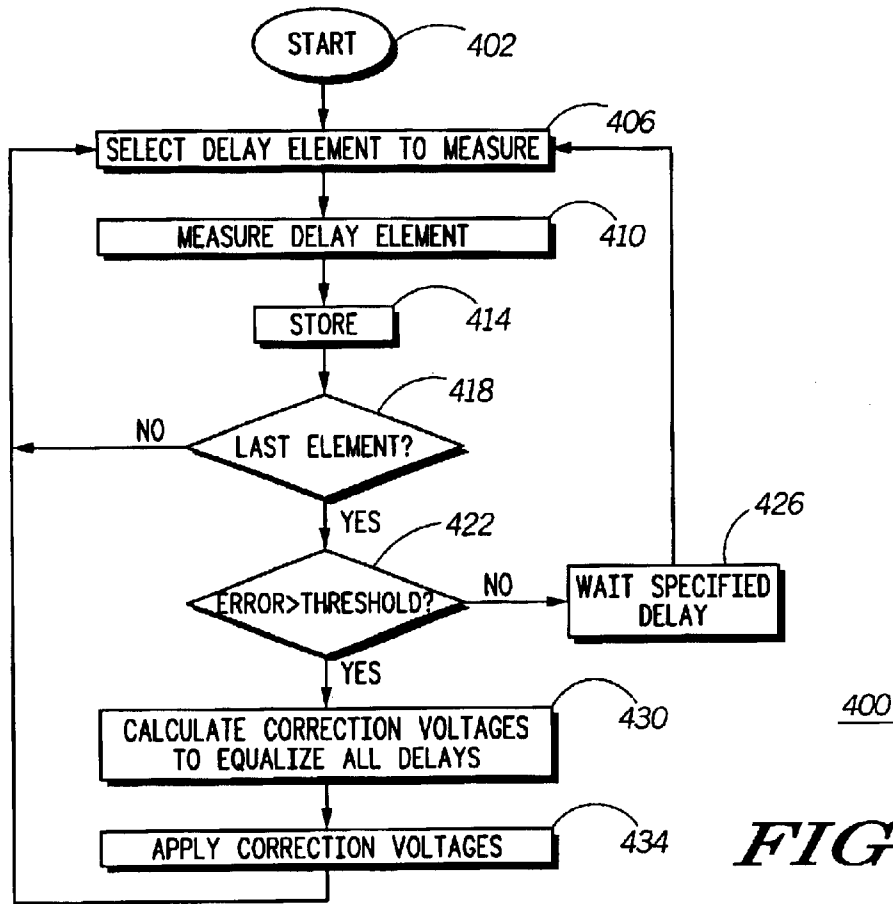 START
402
406
SELECT DELAY ELEMENT TO MEASURE
MEASURE DELAY ELEMENT
410
STORE
414
418
NO
LAST ELEMENT?
YES
422
426
ERROR>THRESHOLD?
NO
WAIT SPECIFIED
DELAY
YES
CALCULATE CORRECTION VOLTAGES
TO EQUALIZE ALL DELAYS
430
400
APPLY CORRECTION VOLTAGES
434
FIG